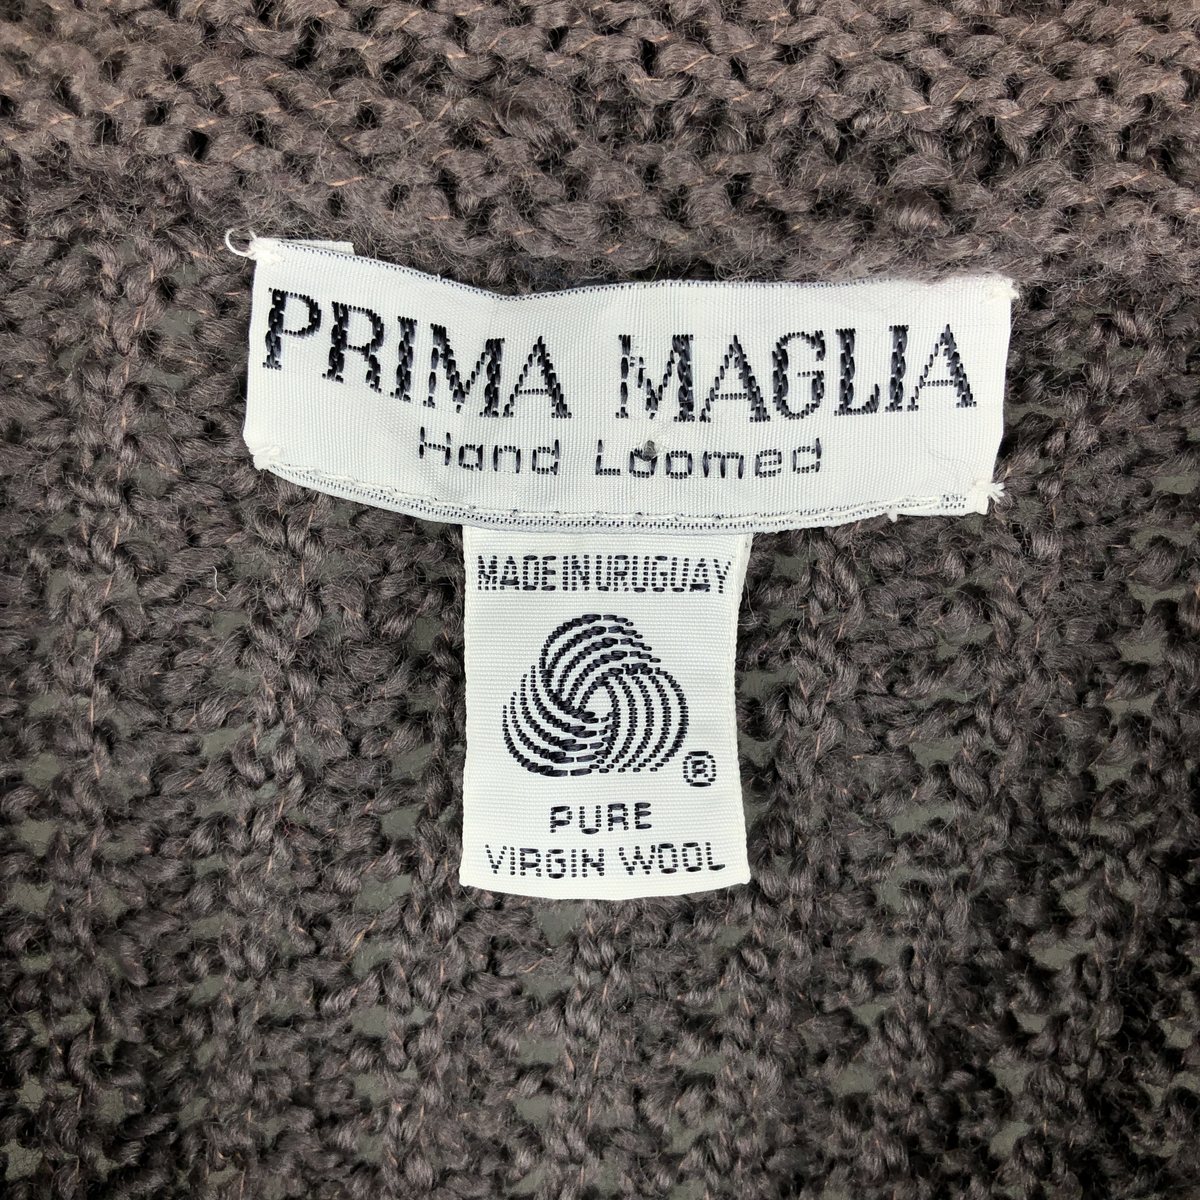 PRIMA MAGLIA
Hand Loomed
MADE IN URUGUAY
®
PURE
VIRGIN WOOL